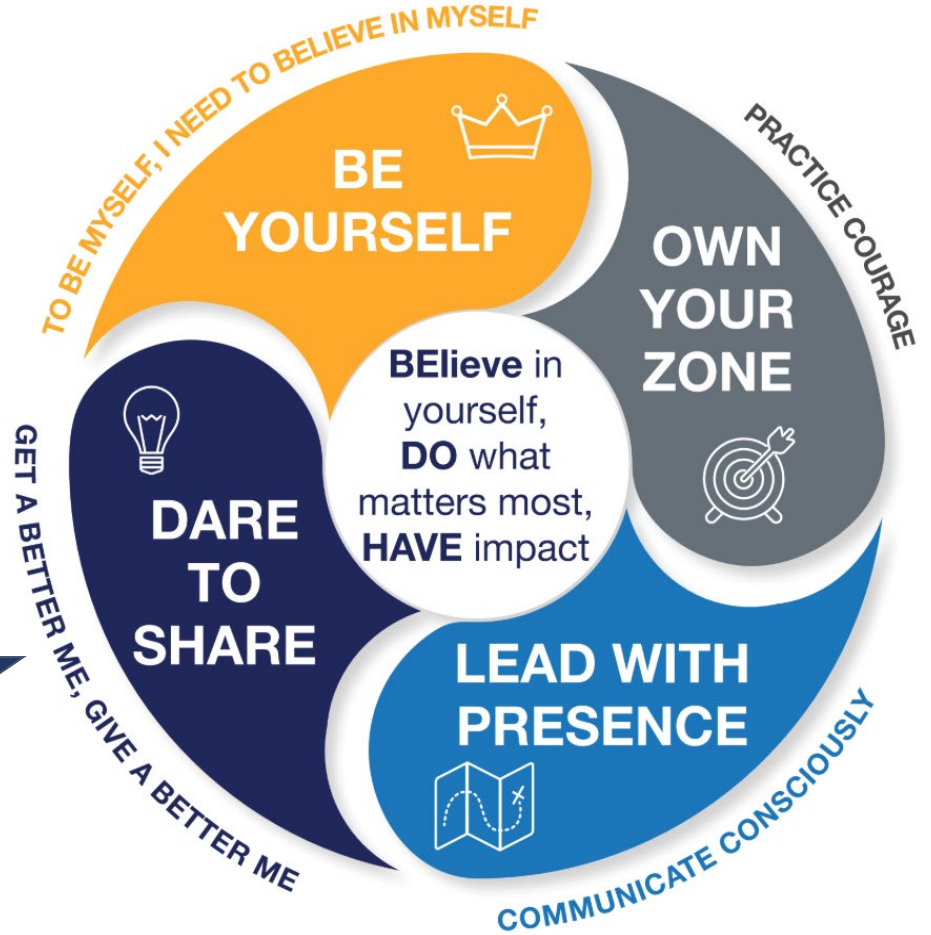 TO BE MYSELF, I NEED TO BELIEVE IN MYSELF
BE
YOURSELF
PRACTICE COURAGE
OWN
YOUR
ZONE
BElieve in
yourself,
DO what
matters most,
HAVE impact
LEAD WITH
PRESENCE
COMMUNICATE CONSCIOUSLY
DARE
TO
SHARE
GET A BETTER ME, GIVE A BETTER ME